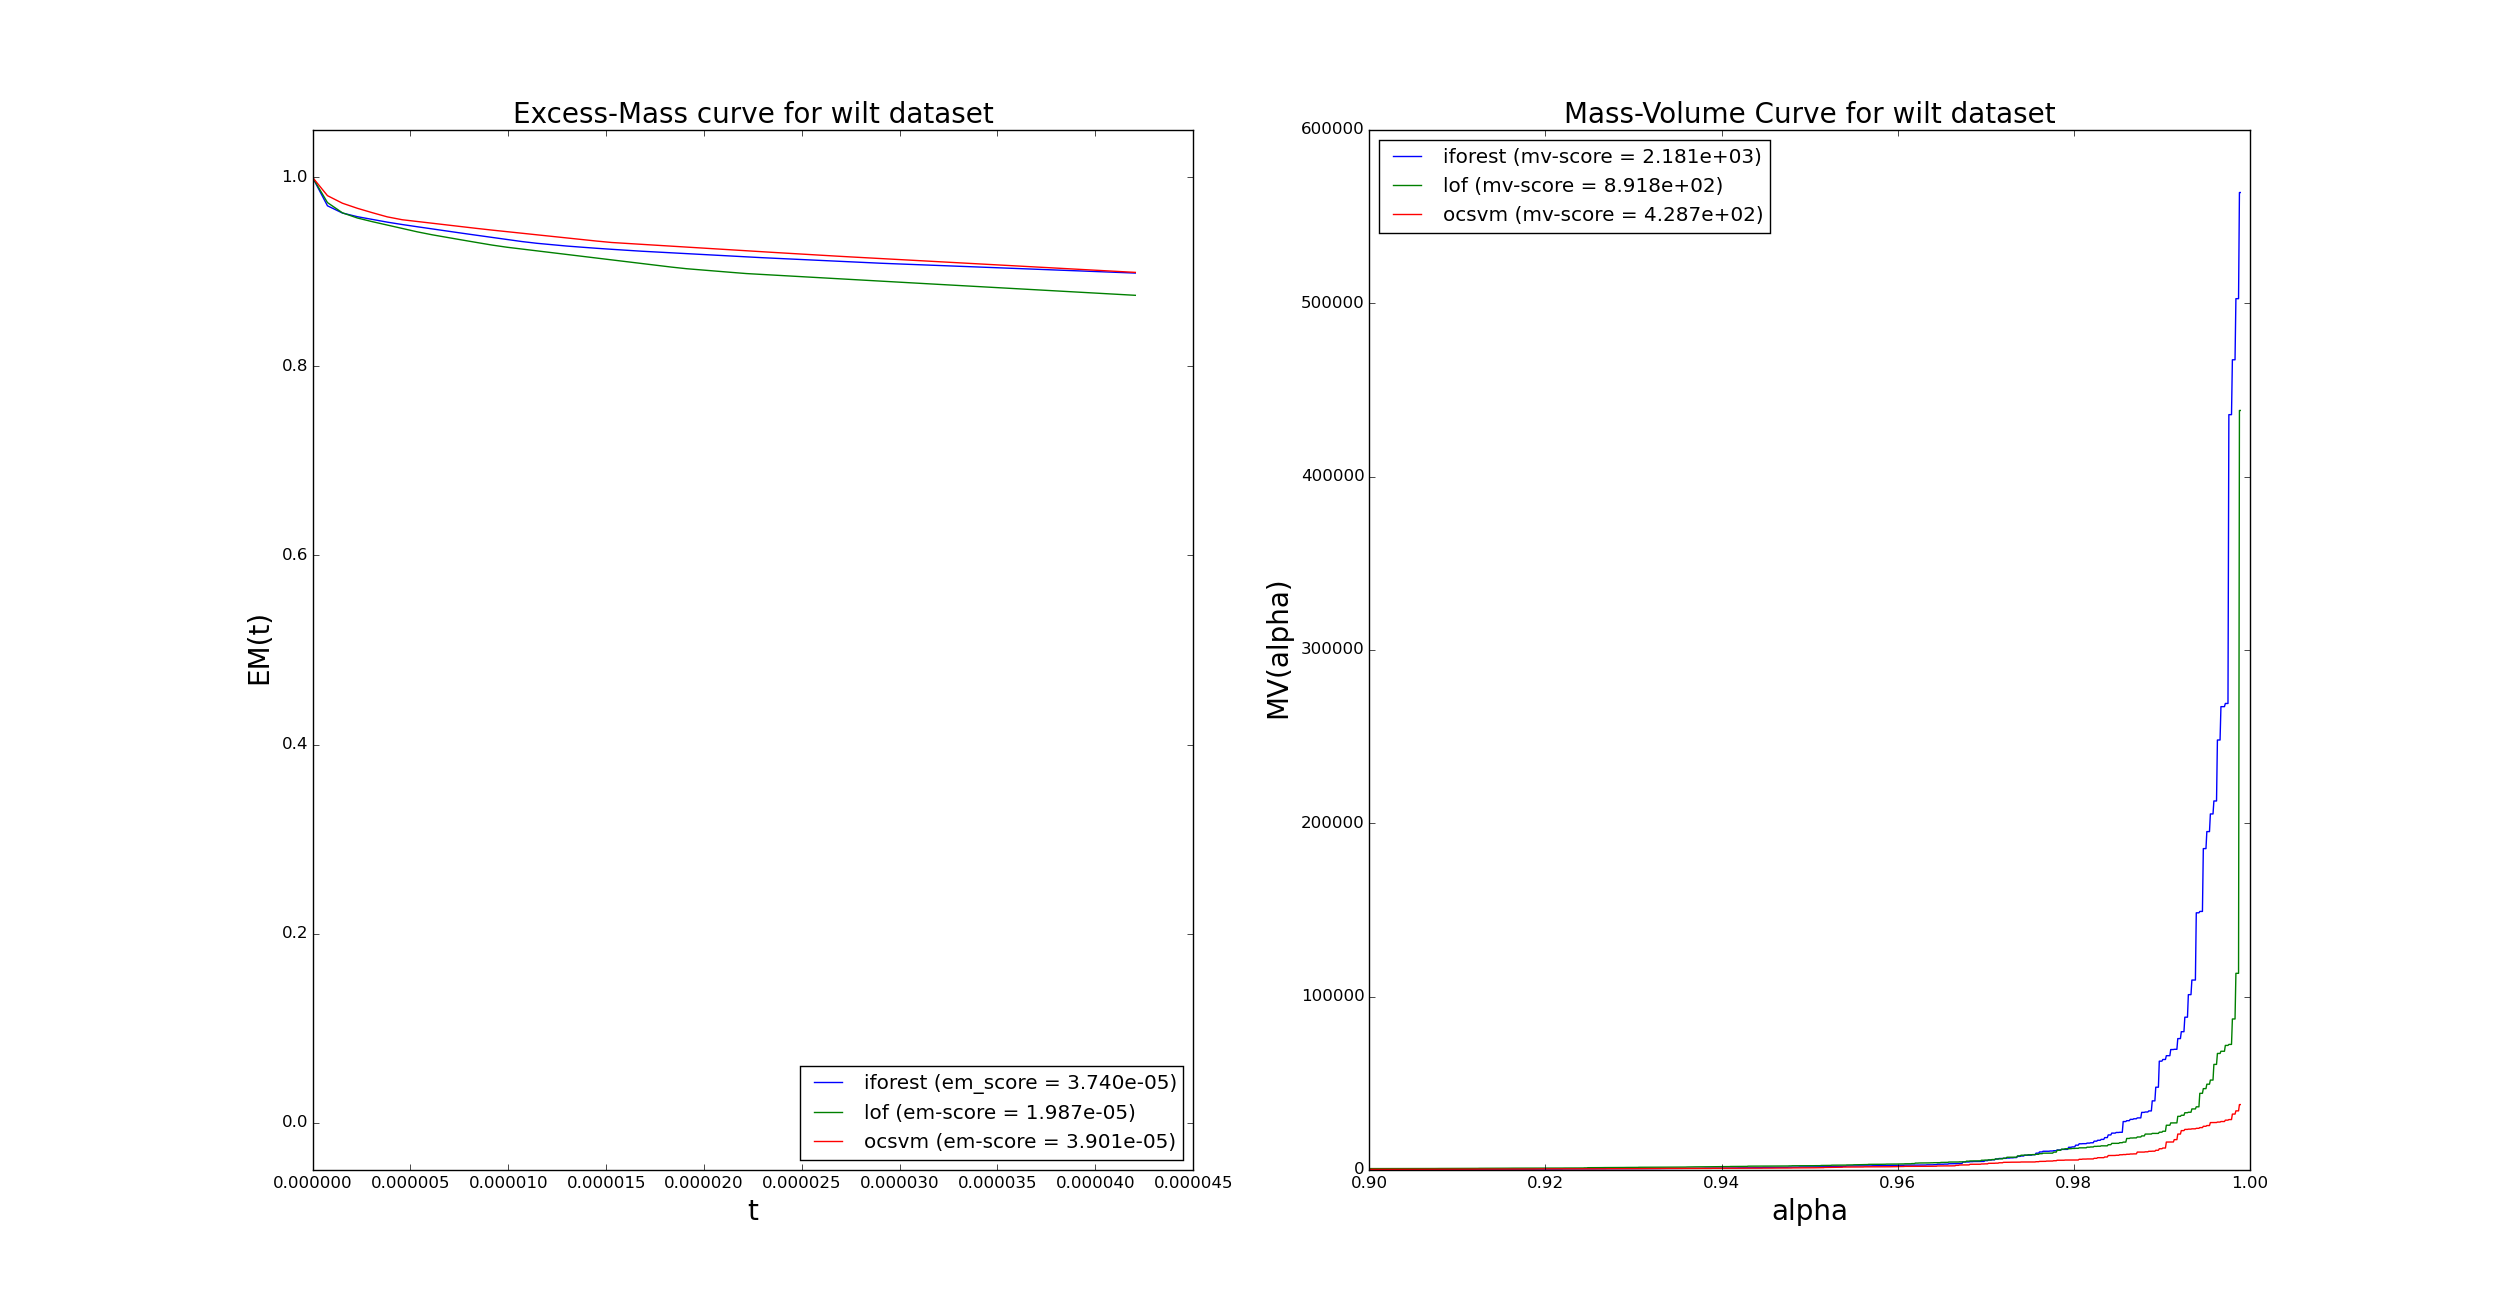 Excess-Mass curve for wilt dataset
1.0
0.8
0.6
0.4
0.2
0.0
EM(t)
0.000000 0.000005 0.000010 0.000015 0.000020 0.000025 0.000030 0.000035 0.000040 0.000045
t
iforest (em_score = 3.740e-05)
lof (em-score = 1.987e-05)
ocsvm (em-score = 3.901e-05)
Mass-Volume Curve for wilt dataset
600000
500000
400000
300000
200000
100000
0
MV(alpha)
0.90 0.92 0.94 0.96 0.98 1.00
alpha
iforest (mv-score = 2.181e+03)
lof (mv-score = 8.918e+02)
ocsvm (mv-score = 4.287e+02)